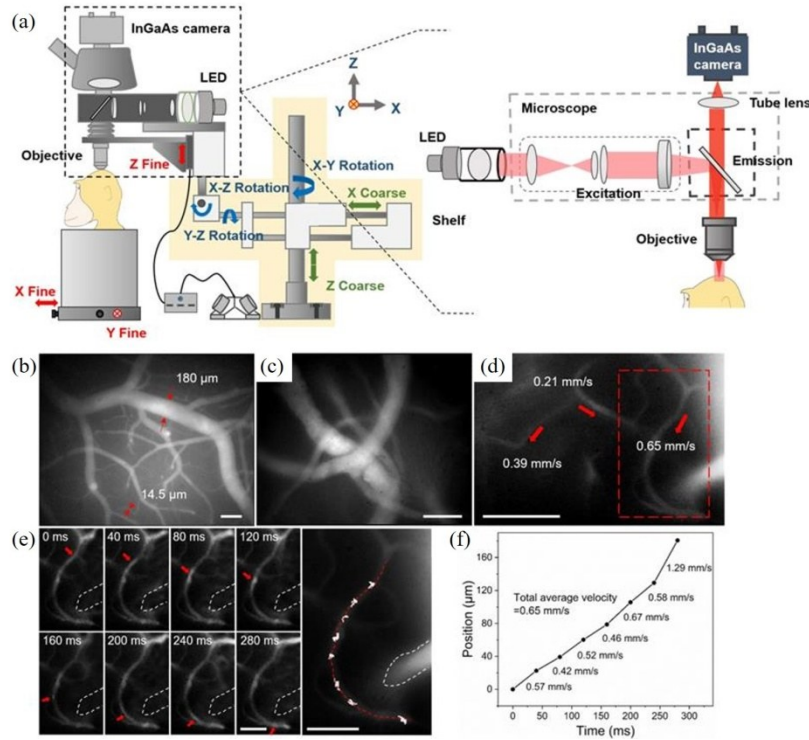 (a)
InGaAs camera
LED
Objective
Z Fine
X Fine
Y Fine
Z
Y
X
X-Y Rotation
X-Z Rotation
X Coarse
Y-Z Rotation
Shelf
Z Coarse
InGaAs
camera
Microscope
Tube lens
LED
Emission
Excitation
Objective
(b)
180 μm
14.5 μm
(c)
(d)
0.21 mm/s
0.39 mm/s
0.65 mm/s
(e)
0 ms
40 ms
80 ms
120 ms
160 ms
200 ms
240 ms
280 ms
(f)
Position (μm)
160
120
80
40
0
Total average velocity
=0.65 mm/s
1.29 mm/s
0.58 mm/s
0.67 mm/s
0.46 mm/s
0.52 mm/s
0.42 mm/s
0.57 mm/s
0 50 100 150 200 250 300
Time (ms)